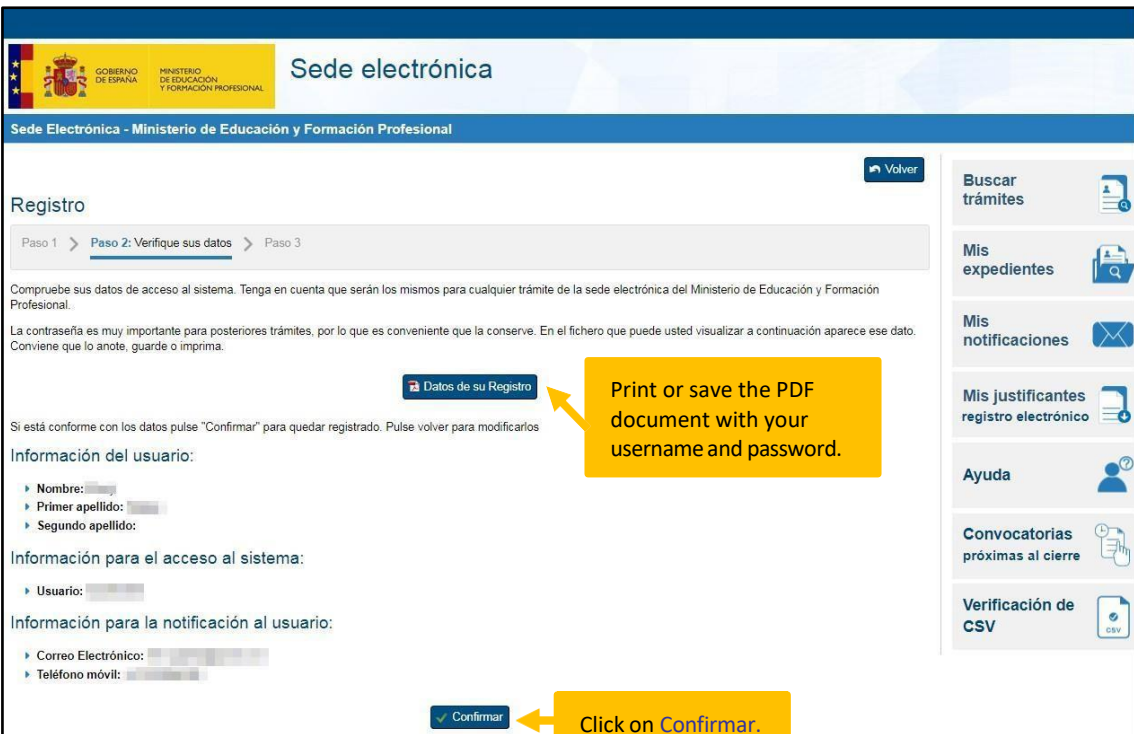 GOBIERNO
DE ESPAÑA
MINISTERIO
DE EDUCACIÓN
Y FORMACIÓN PROFESIONAL
Sede electrónica
Sede Electrónica - Ministerio de Educación y Formación Profesional
Volver
Registro
Paso 1 Paso 2: Verifique sus datos Paso 3
Compruebe sus datos de acceso al sistema. Tenga en cuenta que serán los mismos para cualquier trámite de la sede electrónica del Ministerio de Educación y Formación
Profesional.
La contraseña es muy importante para posteriores trámites, por lo que es conveniente que la conserve. En el fichero que puede usted visualizar a continuación aparece ese dato.
Conviene que lo anote, guarde o imprima.
Datos de su Registro
Print or save the PDF
document with your
username and password.
Si está conforme con los datos pulse "Confirmar" para quedar registrado. Pulse volver para modificarlos
Información del usuario:
Nombre:
Primer apellido:
Segundo apellido:
Información para el acceso al sistema:
Usuario:
Información para la notificación al usuario:
Correo Electrónico:
Teléfono móvil:
Confirmar
Click on Confirmar.
Buscar
trámites
Mis
expedientes
Mis
notificaciones
Mis justificantes
registro electrónico
Ayuda
Convocatorias
próximas al cierre
Verificación de
CSV
CSV